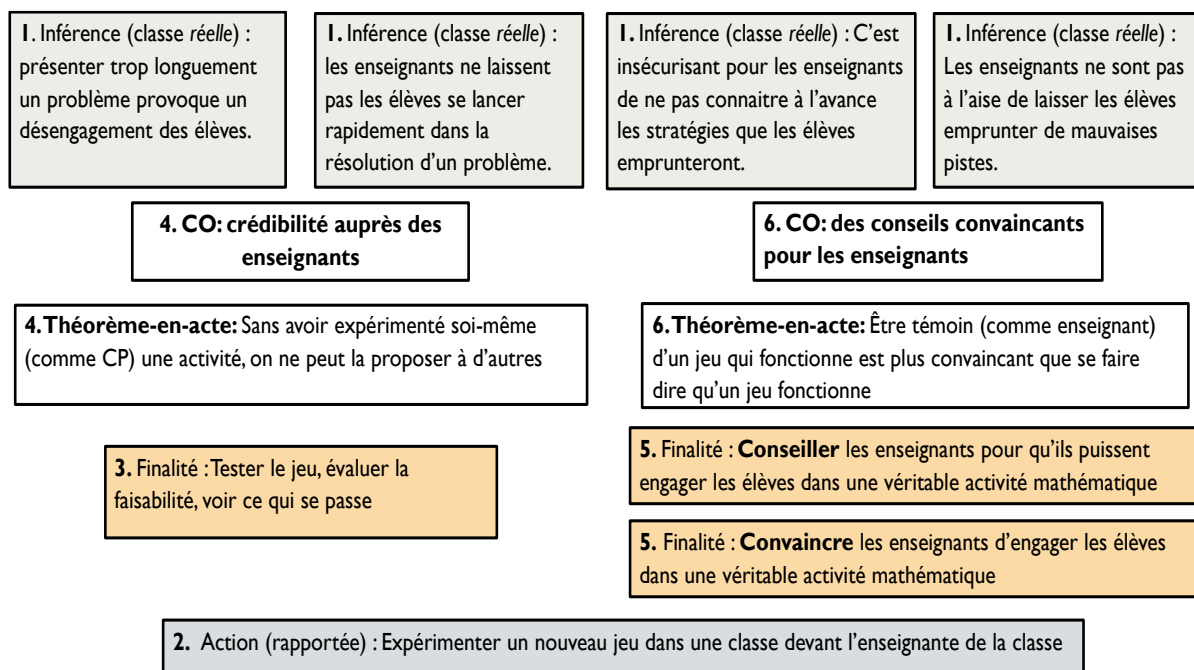 1. Inférence (classe réelle) :
présenter trop longuement
un problème provoque un
désengagement des élèves.
1. Inférence (classe réelle) :
les enseignants ne laissent
pas les élèves se lancer
rapidement dans la
résolution d’un problème.
1. Inférence (classe réelle) : C’est
insécurisant pour les enseignants
de ne pas connaitre à l’avance
les stratégies que les élèves
emprunteront.
1. Inférence (classe réelle) :
Les enseignants ne sont pas
à l’aise de laisser les élèves
emprunter de mauvaises
pistes.
4. CO: crédibilité auprès des
enseignants
6. CO: des conseils convaincants
pour les enseignants
4. Théorème-en-acte: Sans avoir expérimenté soi-même
(comme CP) une activité, on ne peut la proposer à d’autres
6. Théorème-en-acte: Être témoin (comme enseignant)
d’un jeu qui fonctionne est plus convaincant que se faire
dire qu’un jeu fonctionne
3. Finalité : Tester le jeu, évaluer la
faisabilité, voir ce qui se passe
5. Finalité : Conseiller les enseignants pour qu’ils puissent
engager les élèves dans une véritable activité mathématique
5. Finalité : Convaincre les enseignants d’engager les élèves
dans une véritable activité mathématique
2. Action (rapportée) : Expérimenter un nouveau jeu dans une classe devant l’enseignante de la classe